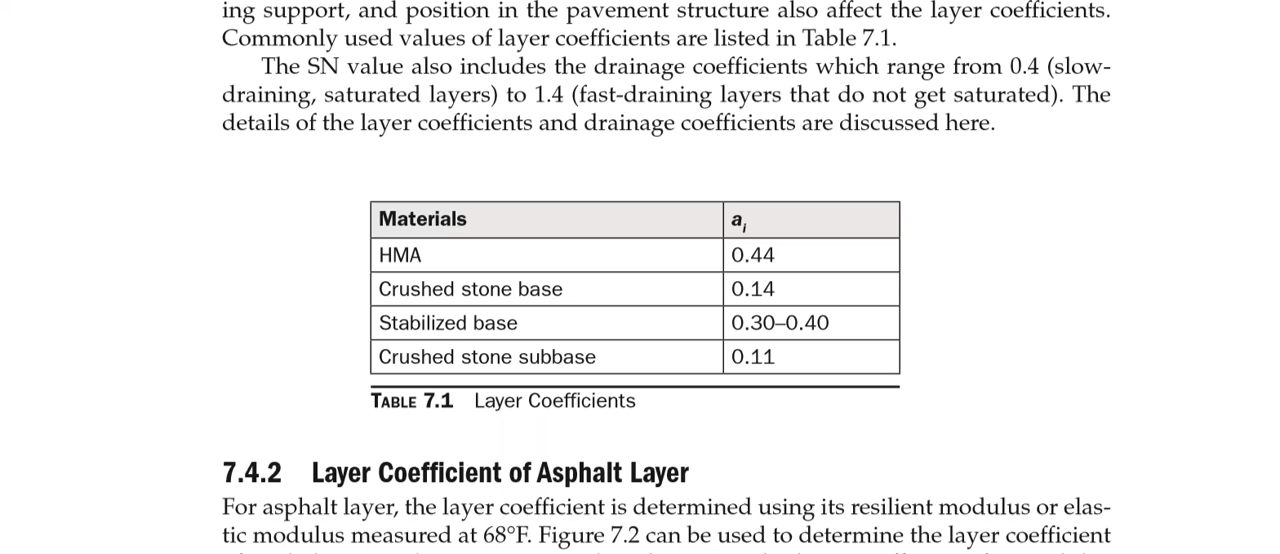 ing support, and position in the pavement structure also affect the layer coefficients.
Commonly used values of layer coefficients are listed in Table 7.1.
The SN value also includes the drainage coefficients which range from 0.4 (slow-
draining, saturated layers) to 1.4 (fast-draining layers that do not get saturated). The
details of the layer coefficients and drainage coefficients are discussed here.
Materials aᵢ
HMA 0.44
Crushed stone base 0.14
Stabilized base 0.30–0.40
Crushed stone subbase 0.11
TABLE 7.1 Layer Coefficients
7.4.2 Layer Coefficient of Asphalt Layer
For asphalt layer, the layer coefficient is determined using its resilient modulus or elas-
tic modulus measured at 68°F. Figure 7.2 can be used to determine the layer coefficient